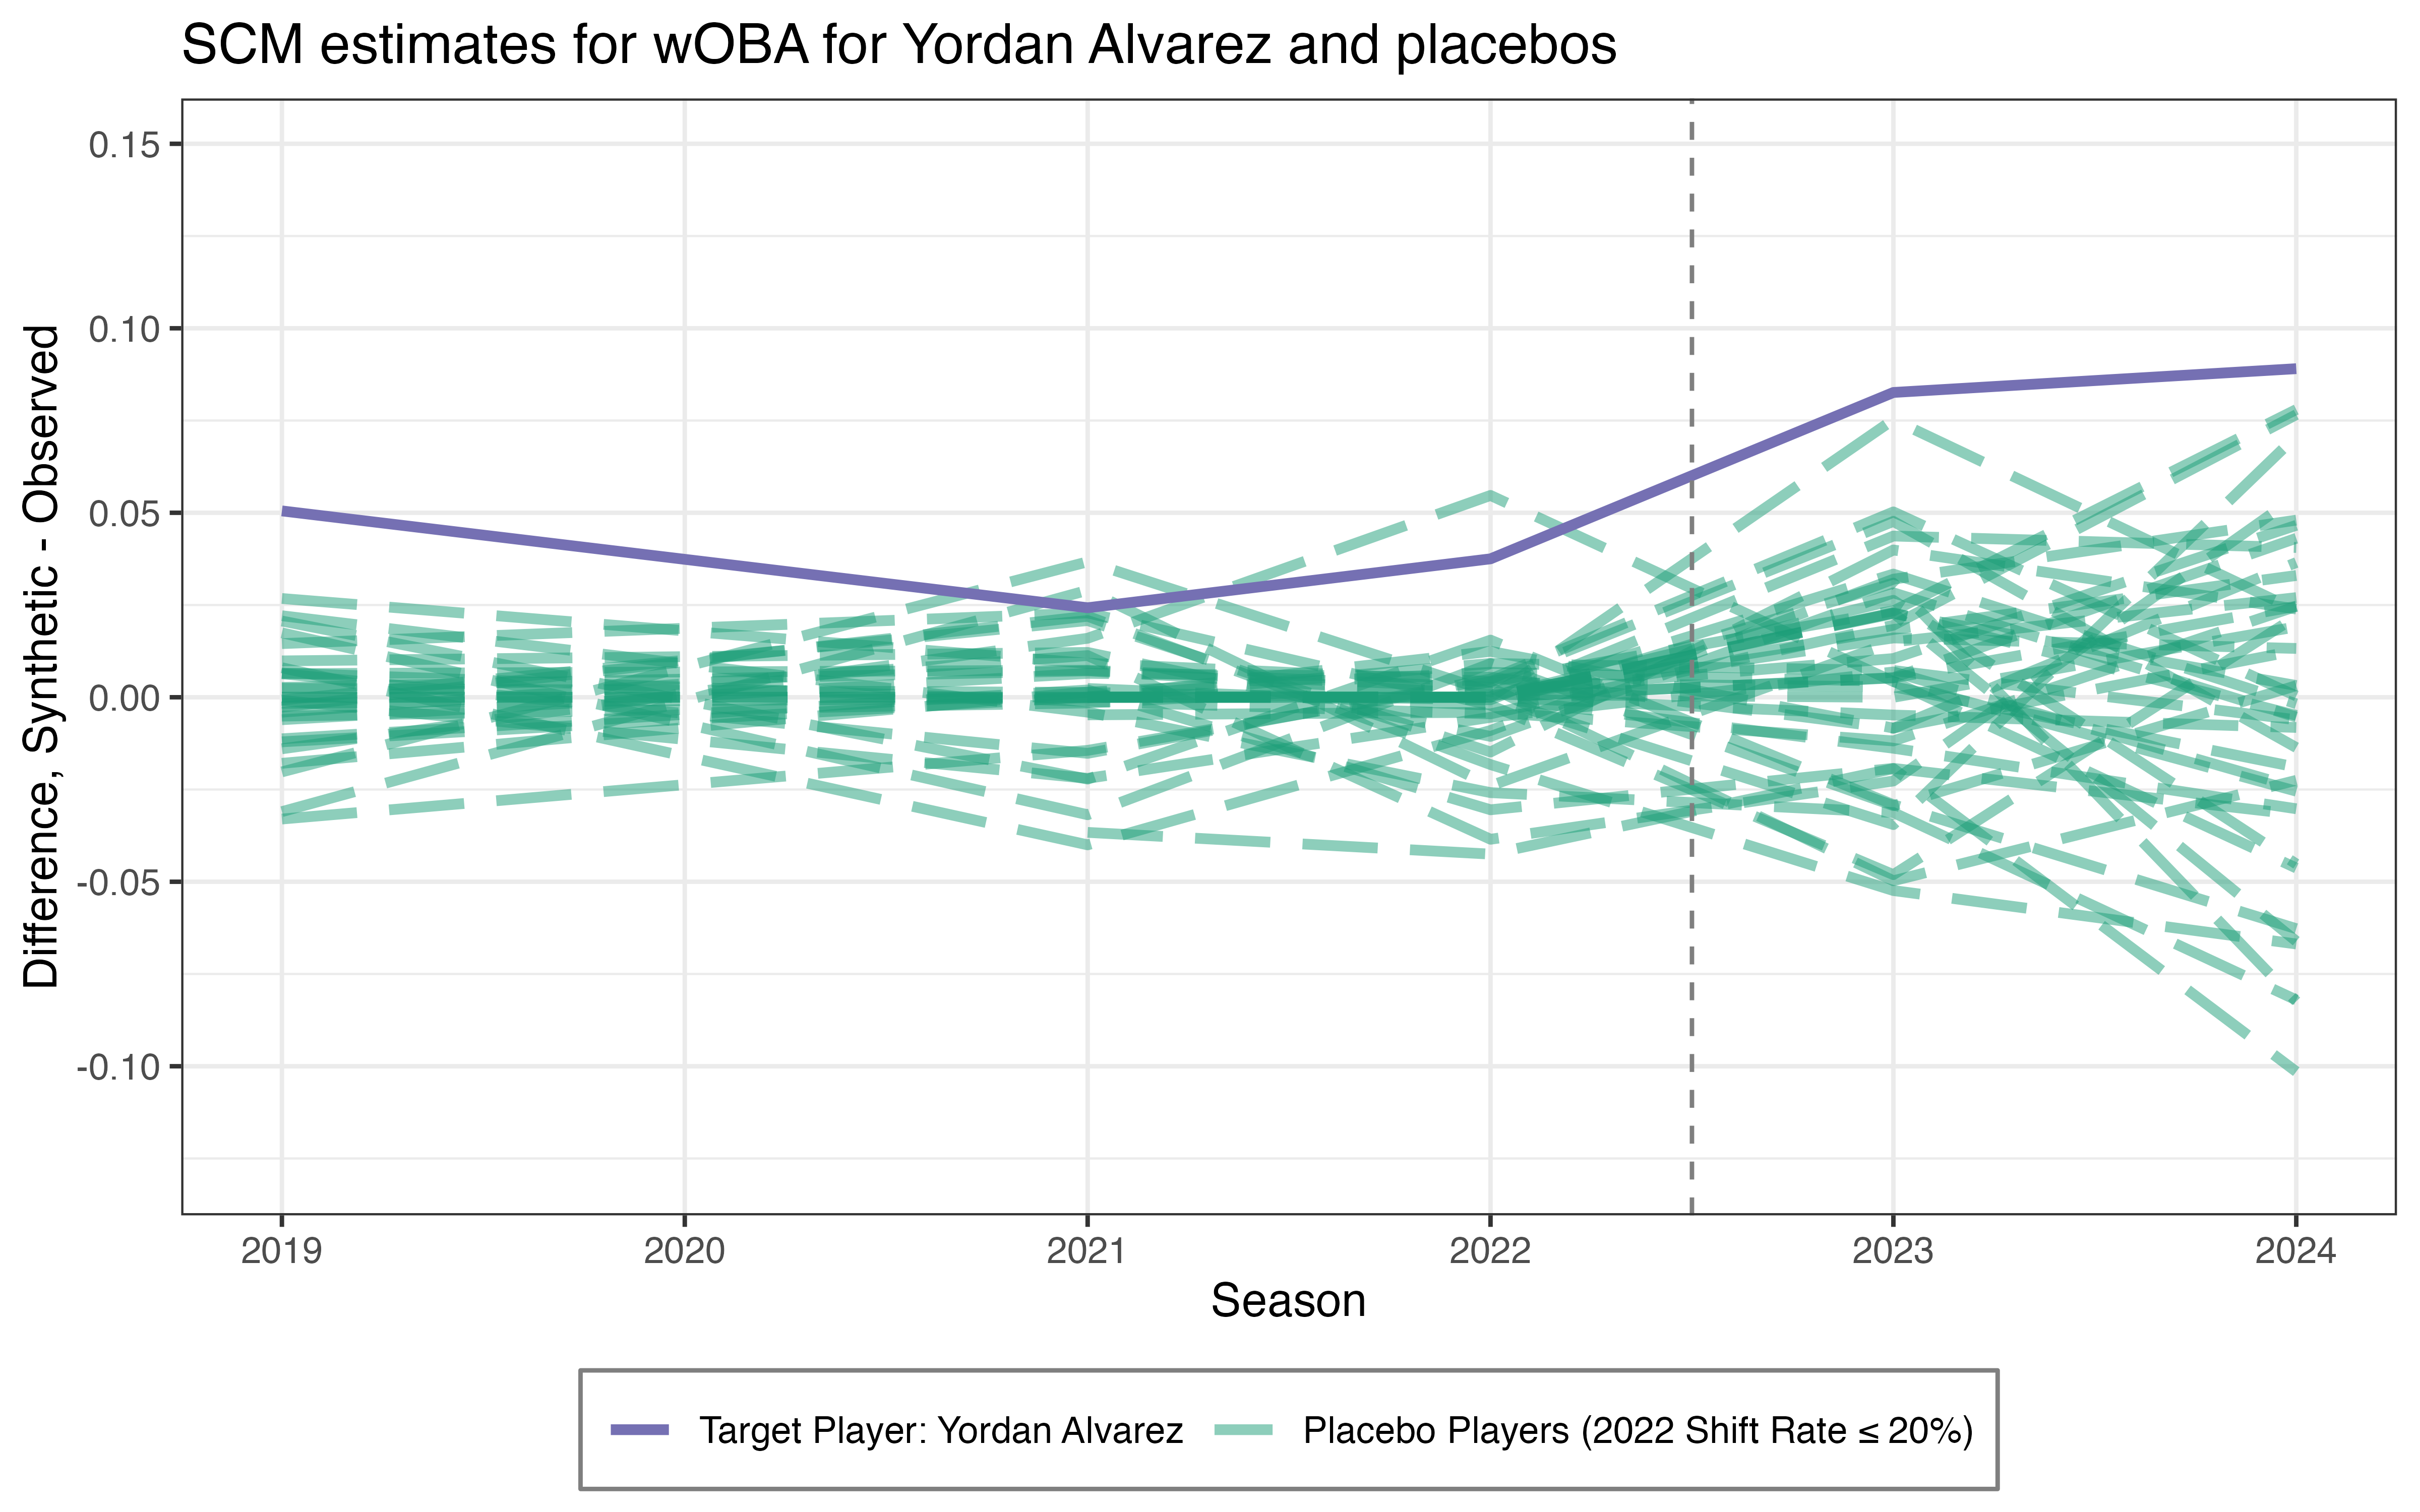 SCM estimates for wOBA for Yordan Alvarez and placebos
Difference, Synthetic - Observed
0.15
0.10
0.05
0.00
-0.05
-0.10
2019 2020 2021 2022 2023 2024
Season
Target Player: Yordan Alvarez Placebo Players (2022 Shift Rate ≤ 20%)